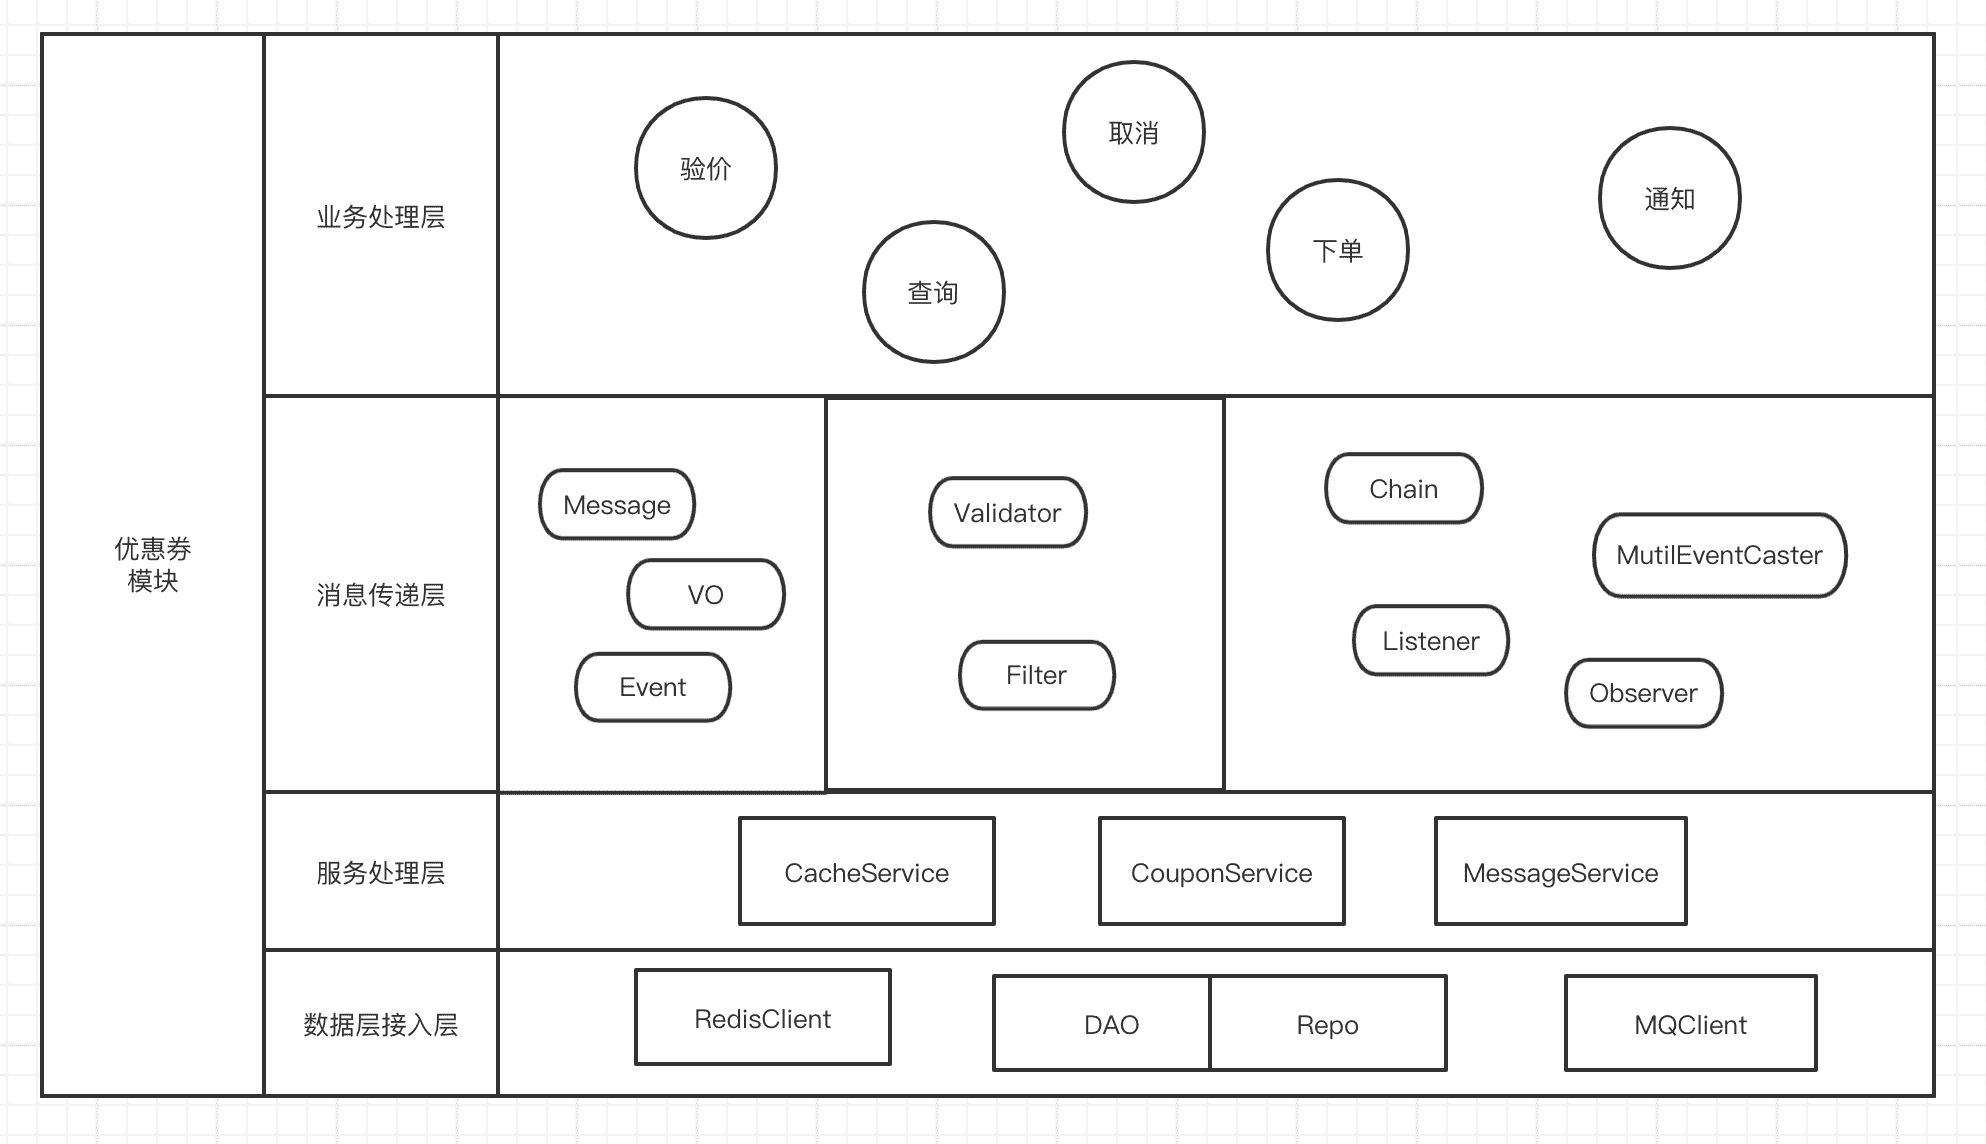 优惠券
模块
业务处理层
验价
查询
取消
下单
通知
消息传递层
Message
VO
Event
Validator
Filter
Chain
MutilEventCaster
Listener
Observer
服务处理层
CacheService
CouponService
MessageService
数据层接入层
RedisClient
DAO
Repo
MQClient